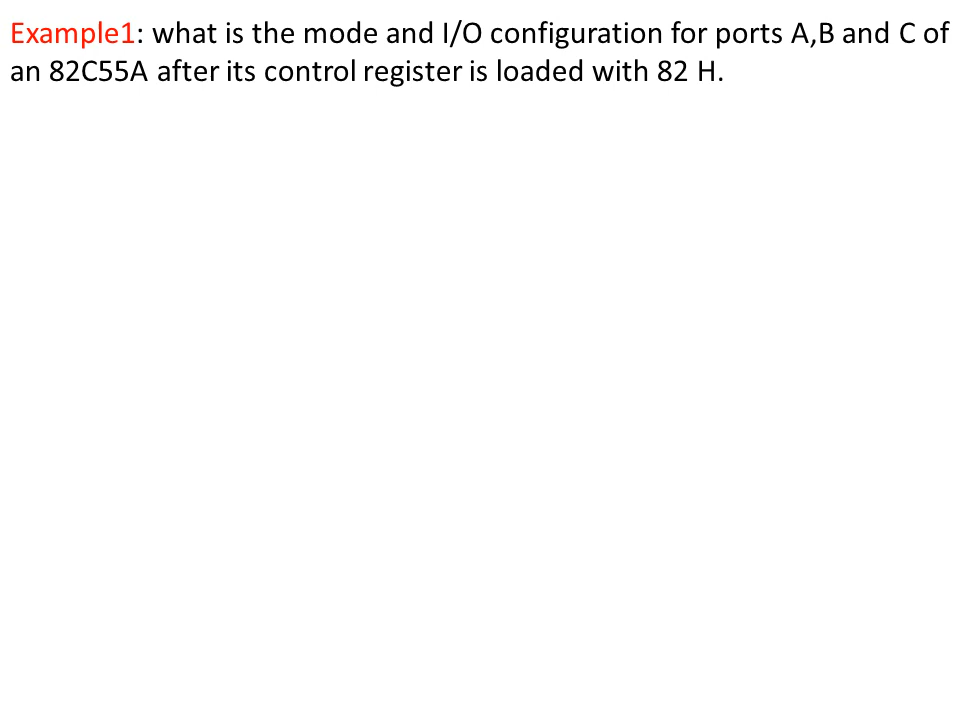 Example1: what is the mode and I/O configuration for ports A,B and C of
an 82C55A after its control register is loaded with 82 H.